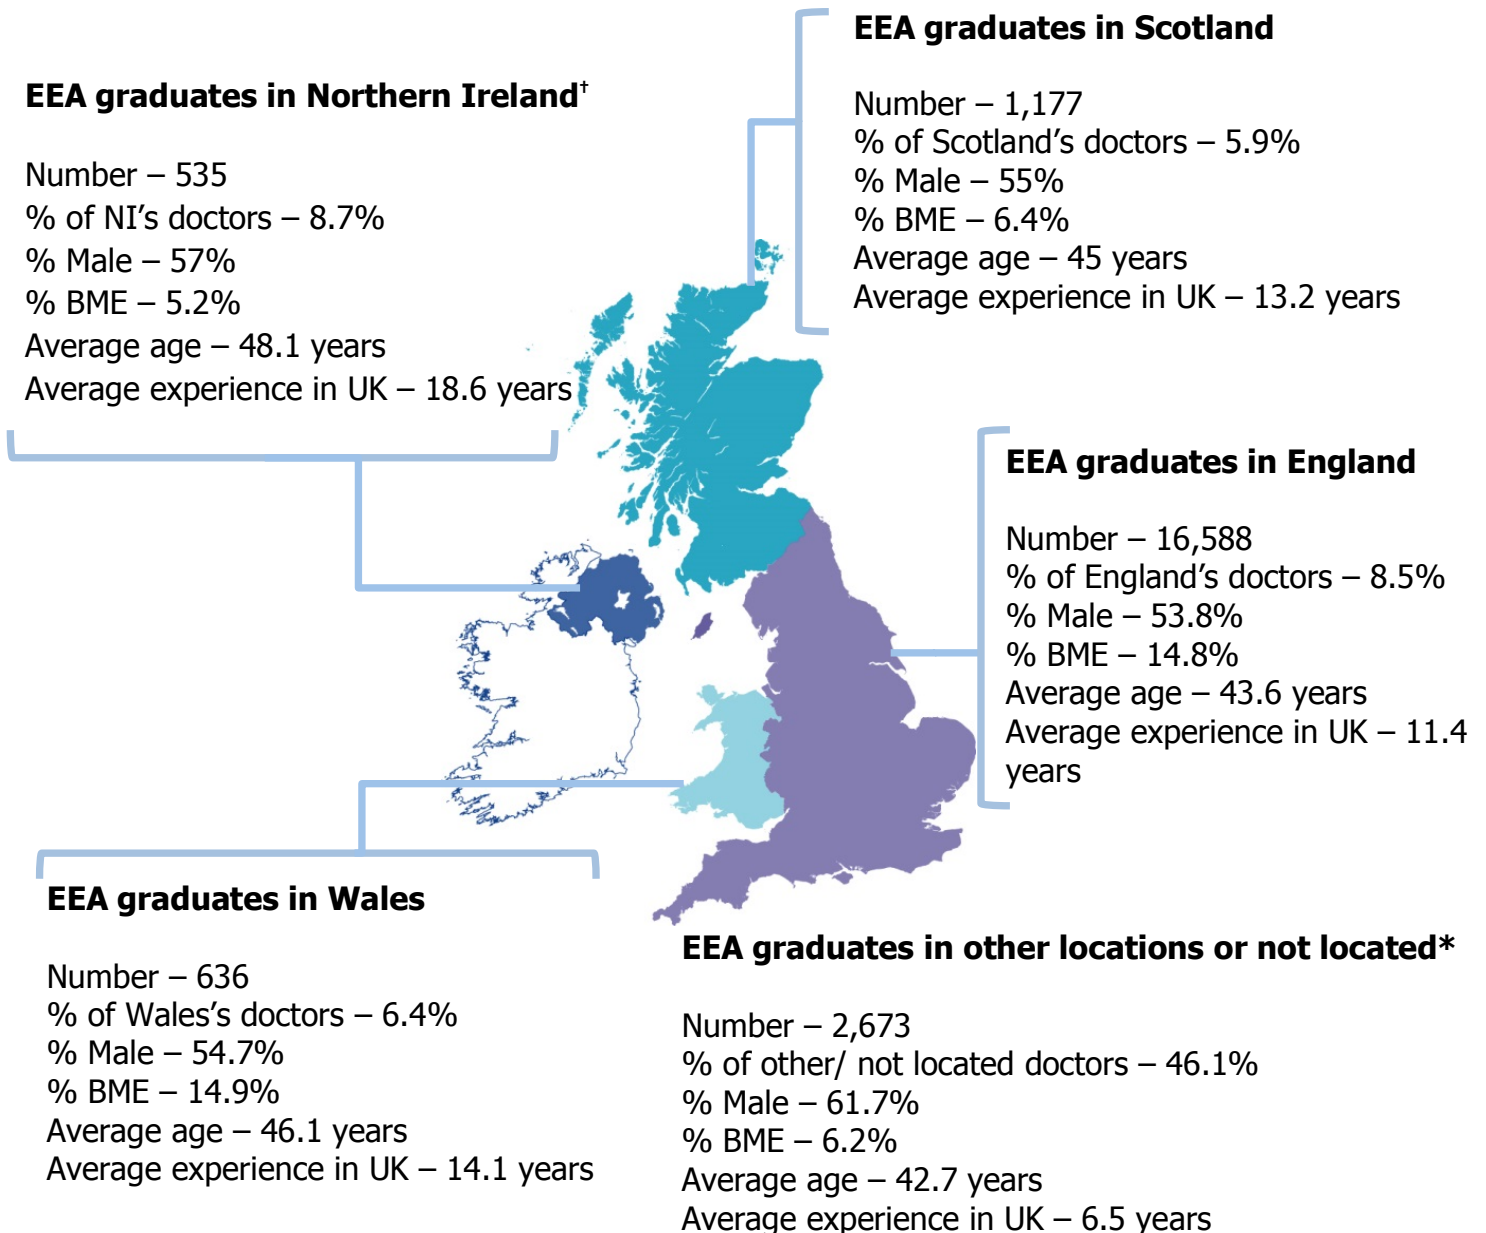 EEA graduates in Scotland
Number – 1,177
% of Scotland’s doctors – 5.9%
% Male – 55%
% BME – 6.4%
Average age – 45 years
Average experience in UK – 13.2 years
EEA graduates in Northern Ireland†
Number – 535
% of NI’s doctors – 8.7%
% Male – 57%
% BME – 5.2%
Average age – 48.1 years
Average experience in UK – 18.6 years
EEA graduates in England
Number – 16,588
% of England’s doctors – 8.5%
% Male – 53.8%
% BME – 14.8%
Average age – 43.6 years
Average experience in UK – 11.4
years
EEA graduates in Wales
Number – 636
% of Wales’s doctors – 6.4%
% Male – 54.7%
% BME – 14.9%
Average age – 46.1 years
Average experience in UK – 14.1 years
EEA graduates in other locations or not located*
Number – 2,673
% of other/ not located doctors – 46.1%
% Male – 61.7%
% BME – 6.2%
Average age – 42.7 years
Average experience in UK – 6.5 years